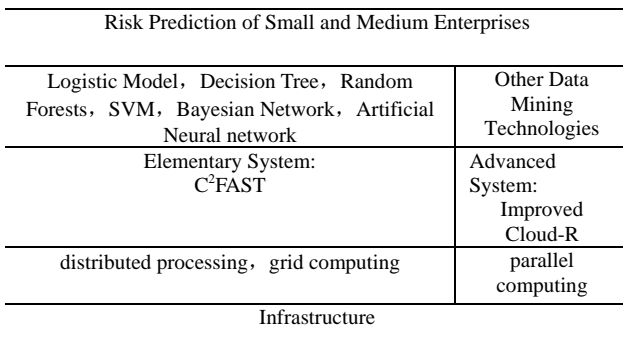 Risk Prediction of Small and Medium Enterprises
Logistic Model，Decision Tree，Random
Forests，SVM，Bayesian Network，Artificial
Neural network
Other Data
Mining
Technologies
Elementary System:
C²FAST
Advanced
System:
Improved
Cloud-R
distributed processing，grid computing
parallel
computing
Infrastructure